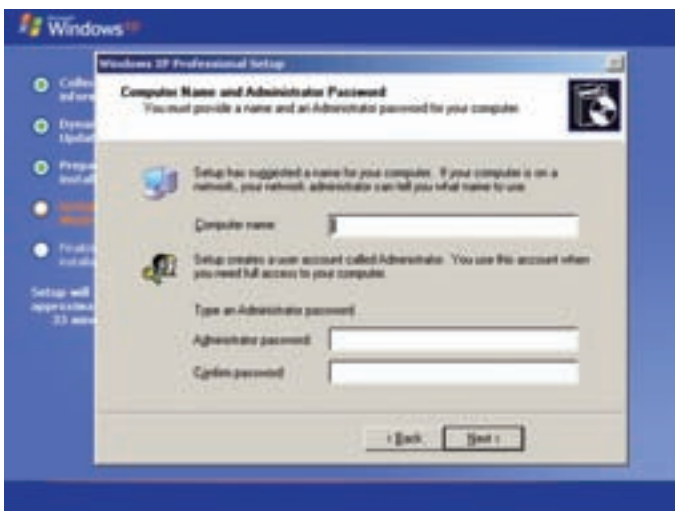 Microsoft
Windows xp
Windows XP Professional Setup
Computer Name and Administrator Password
You must provide a name and an Administrator password for your computer.
Setup has suggested a name for your computer. If your computer is on a
network, your network administrator can tell you what name to use.
Computer name:
Setup creates a user account called Administrator. You use this account when
you need full access to your computer.
Type an Administrator password.
Administrator password:
Confirm password:
< Back
Next >
Setup will
33